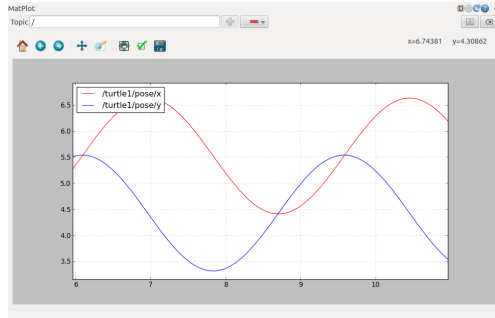 MatPlot
Topic /
x=6.74381 y=4.30862
/turtle1/pose/x
/turtle1/pose/y
6.5
6.0
5.5
5.0
4.5
4.0
3.5
6 7 8 9 10